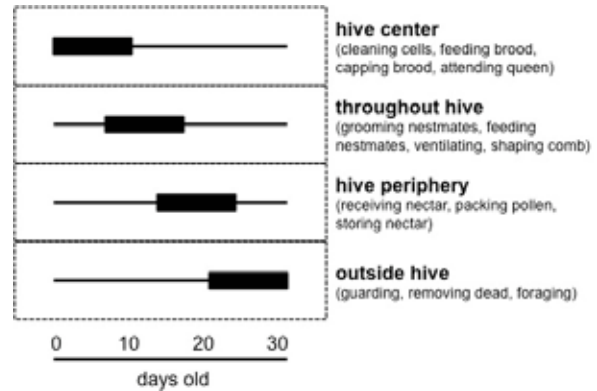 hive center
(cleaning cells, feeding brood,
capping brood, attending queen)
throughout hive
(grooming nestmates, feeding
nestmates, ventilating, shaping comb)
hive periphery
(receiving nectar, packing pollen,
storing nectar)
outside hive
(guarding, removing dead, foraging)
0 10 20 30
days old